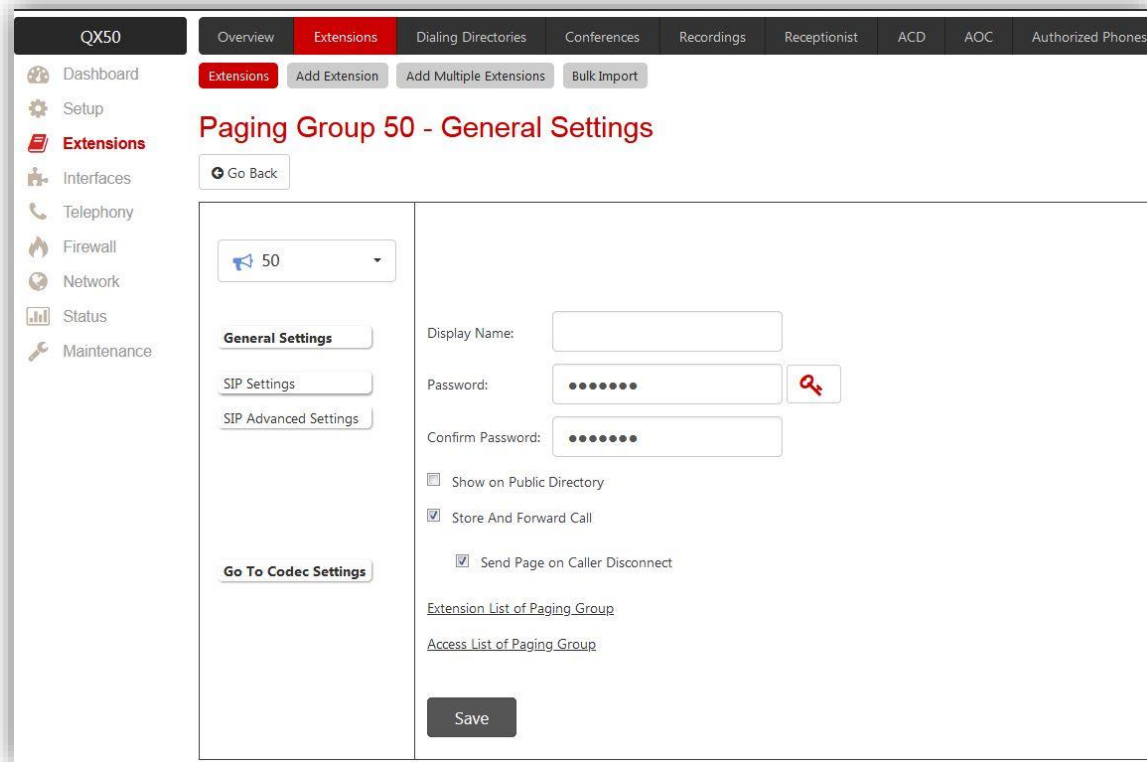 QX50
Overview Extensions Dialing Directories Conferences Recordings Receptionist ACD AOC Authorized Phones
Dashboard
Setup
Extensions
Interfaces
Telephony
Firewall
Network
Status
Maintenance
Extensions Add Extension Add Multiple Extensions Bulk Import
Paging Group 50 - General Settings
Go Back
50
General Settings
SIP Settings
SIP Advanced Settings
Go To Codec Settings
Display Name:
Password: ●●●●●●●
Confirm Password: ●●●●●●●
Show on Public Directory
Store And Forward Call
Send Page on Caller Disconnect
Extension List of Paging Group
Access List of Paging Group
Save